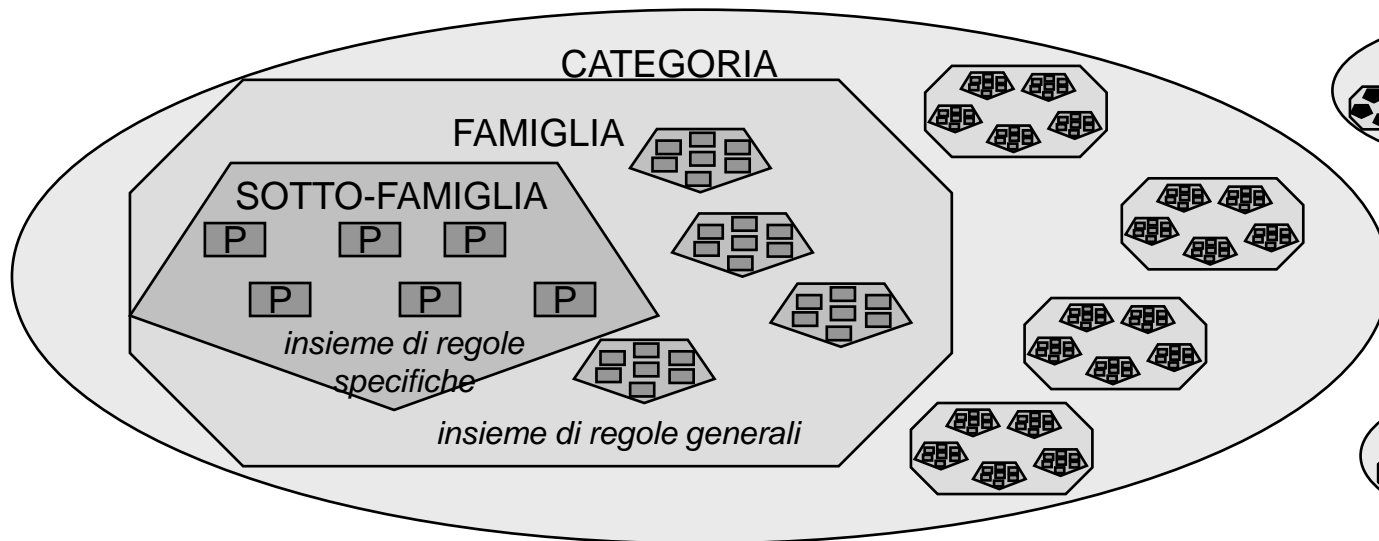 CATEGORIA
FAMIGLIA
SOTTO-FAMIGLIA
P P P
P P P
insieme di regole
specifiche
insieme di regole generali